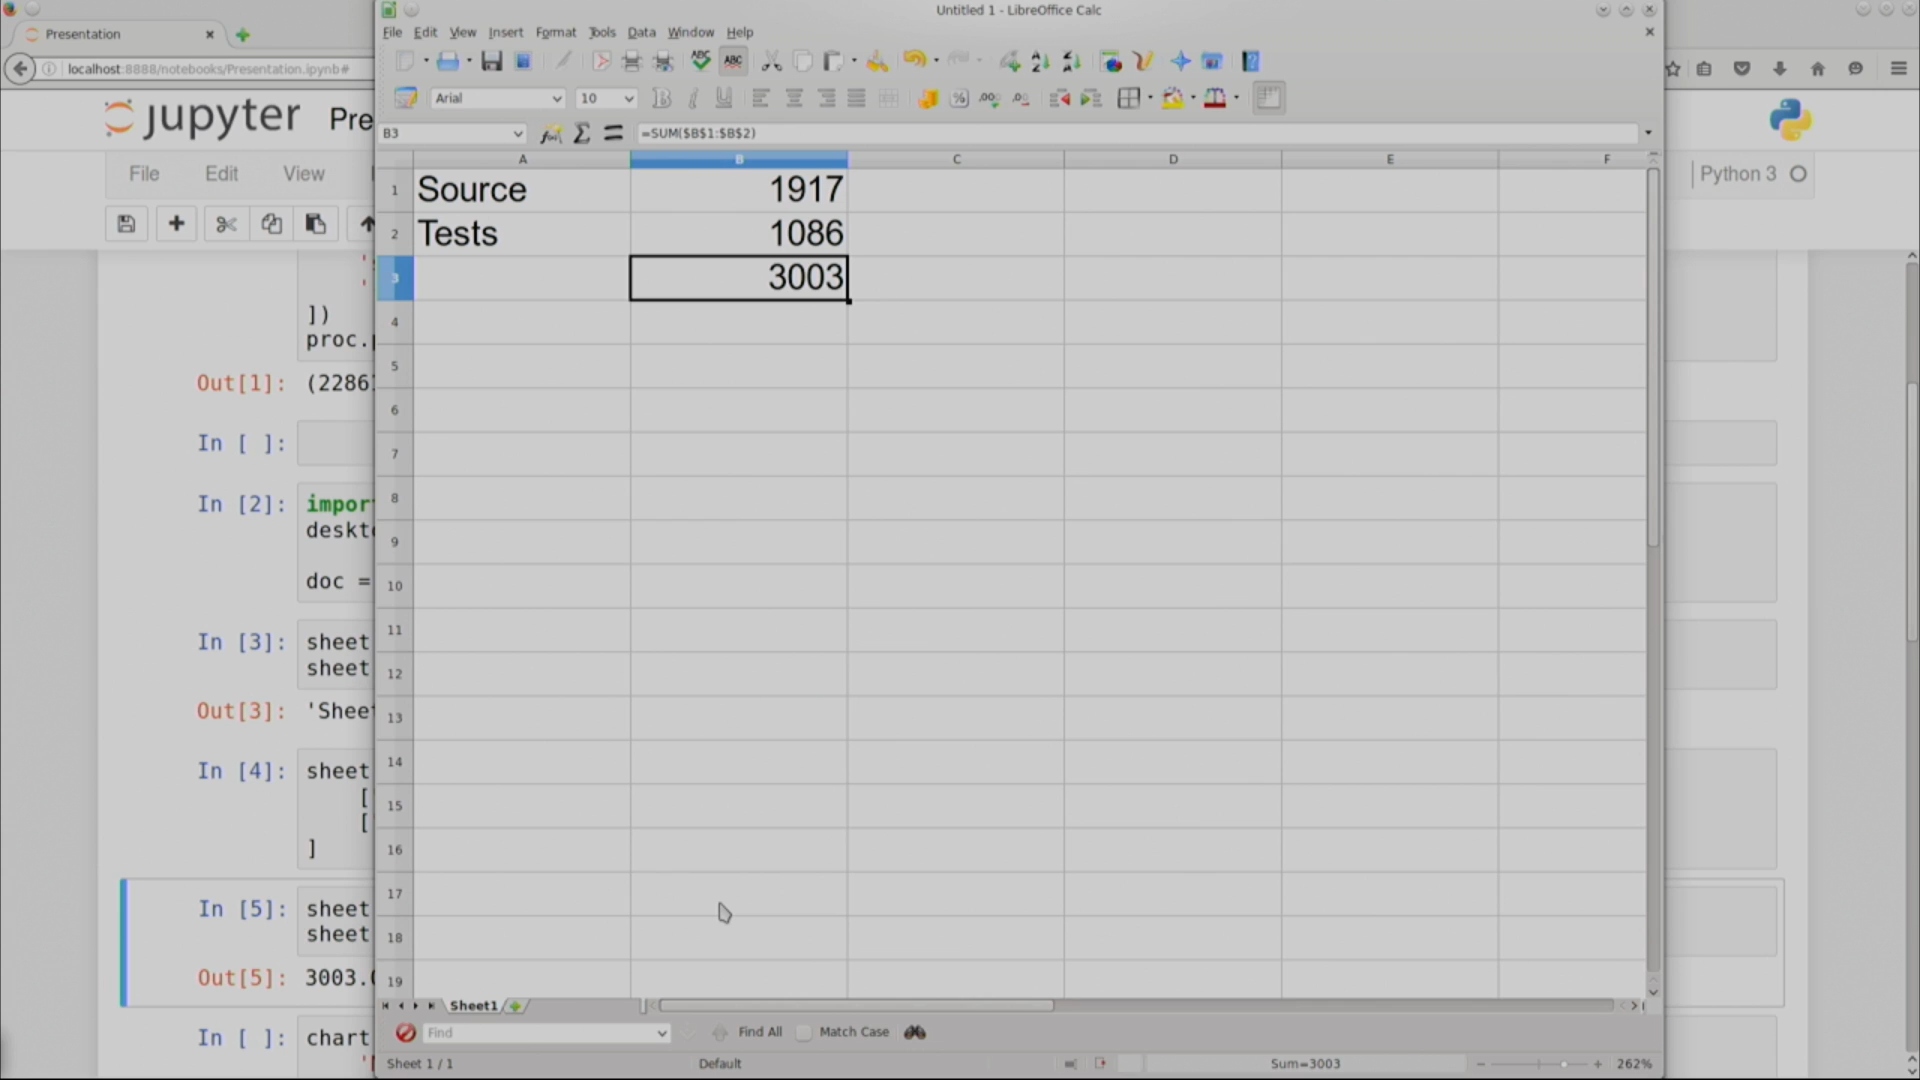 Untitled 1 - LibreOffice Calc
Presentation
File Edit View Insert Format Tools Data Window Help
localhost:8888/notebooks/Presentation.ipynb#
Arial 10
jupyter Pre
B3 =SUM($B$1:$B$2)
A B C D E F
File Edit View
Python 3
1 Source 1917
2 Tests 1086
3 3003
4
])
proc.
5
Out[1]: (2286
6
In [ ]:
7
8
In [2]: impor
deskt
9
doc =
10
11
In [3]: sheet
sheet
12
Out[3]: 'Shee
13
14
In [4]: sheet
[
15
[
]
16
17
In [5]: sheet
sheet
18
Out[5]: 3003.
19
Sheet1
In [ ]: chart
Find Find All Match Case
Sheet 1 / 1 Default Sum=3003 262%